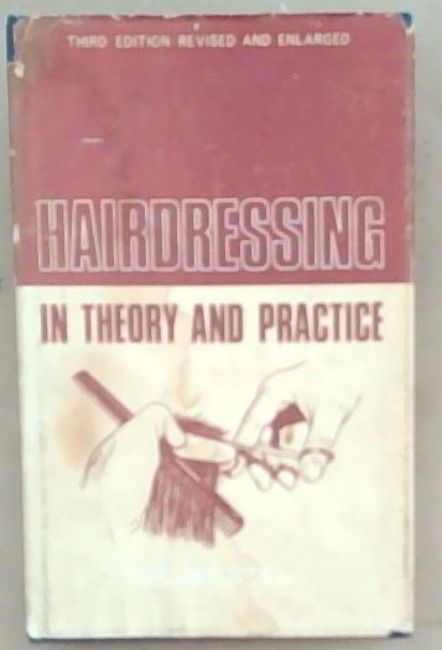 THIRD EDITION REVISED AND ENLARGED
HAIRDRESSING
IN THEORY AND PRACTICE